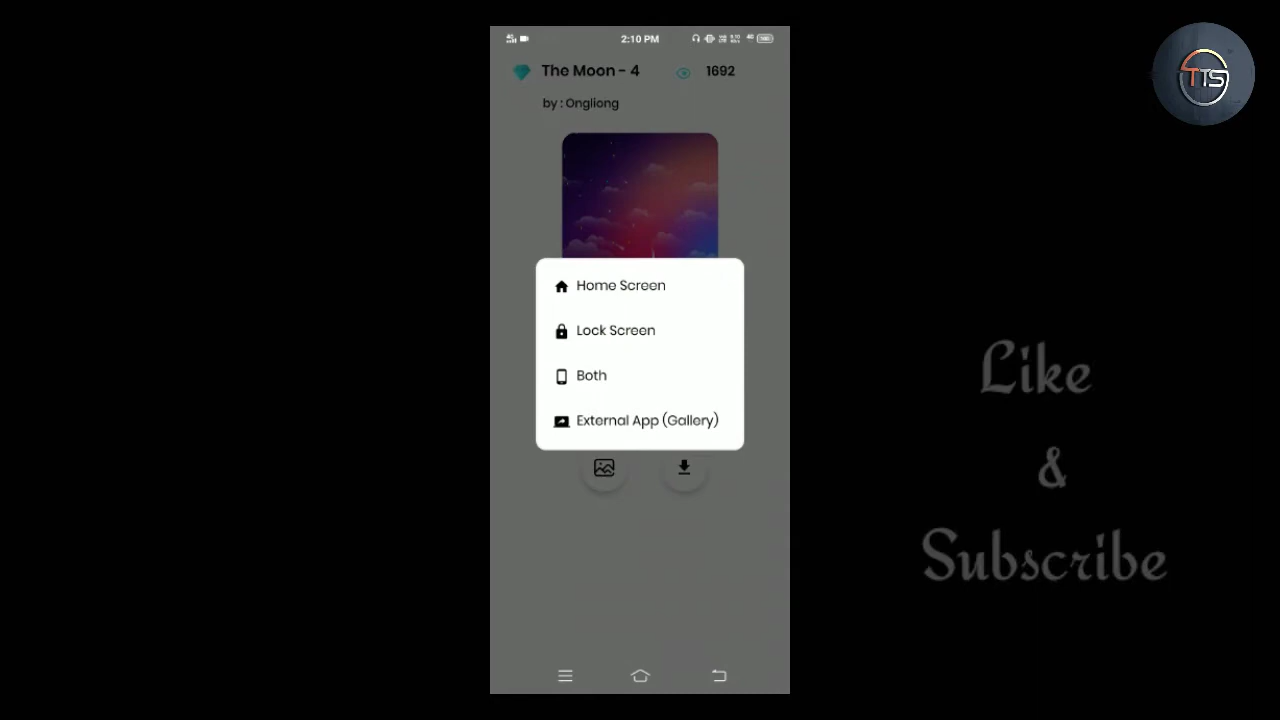 2:10 PM
The Moon - 4
1692
by : Ongliong
Home Screen
Lock Screen
Both
External App (Gallery)
TTS
Like
&
Subscribe